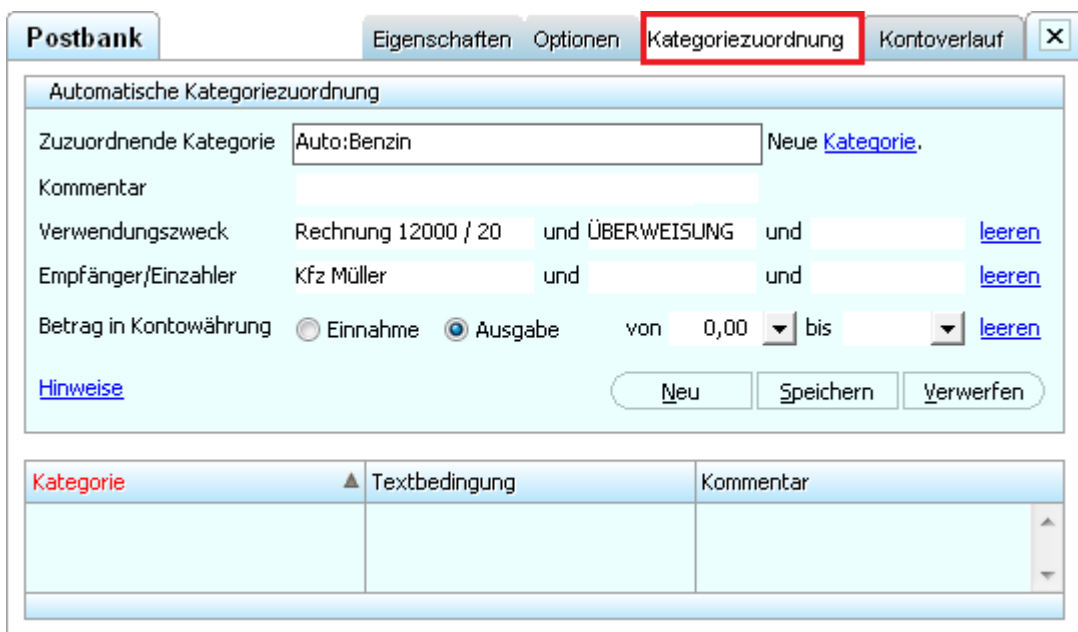 Postbank Eigenschaften Optionen Kategoriezuordnung Kontoverlauf
Automatische Kategoriezuordnung
Zuzuordnende Kategorie Auto:Benzin Neue Kategorie.
Kommentar
Verwendungszweck Rechnung 12000 / 20 und ÜBERWEISUNG und leeren
Empfänger/Einzahler Kfz Müller und und leeren
Betrag in Kontowährung Einnahme Ausgabe von 0,00 bis leeren
Hinweise Neu Speichern Verwerfen
Kategorie Textbedingung Kommentar